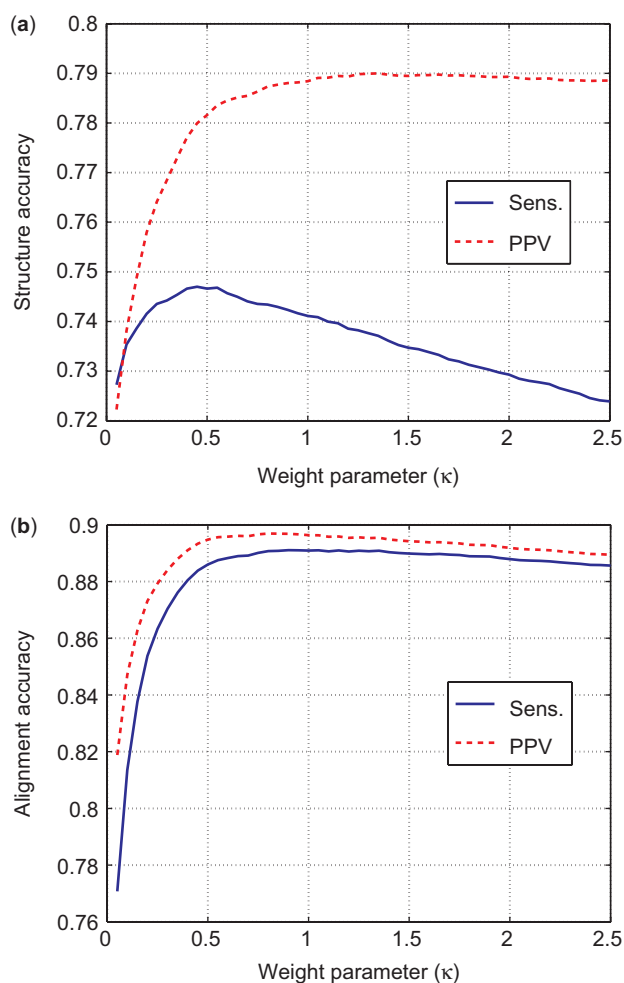 (a)
0.8
0.79
0.78
0.77
0.76
0.75
0.74
0.73
0.72
Structure accuracy
Sens.
PPV
0 0.5 1 1.5 2 2.5
Weight parameter (κ)
(b)
0.9
0.88
0.86
0.84
0.82
0.8
0.78
0.76
Alignment accuracy
Sens.
PPV
0 0.5 1 1.5 2 2.5
Weight parameter (κ)